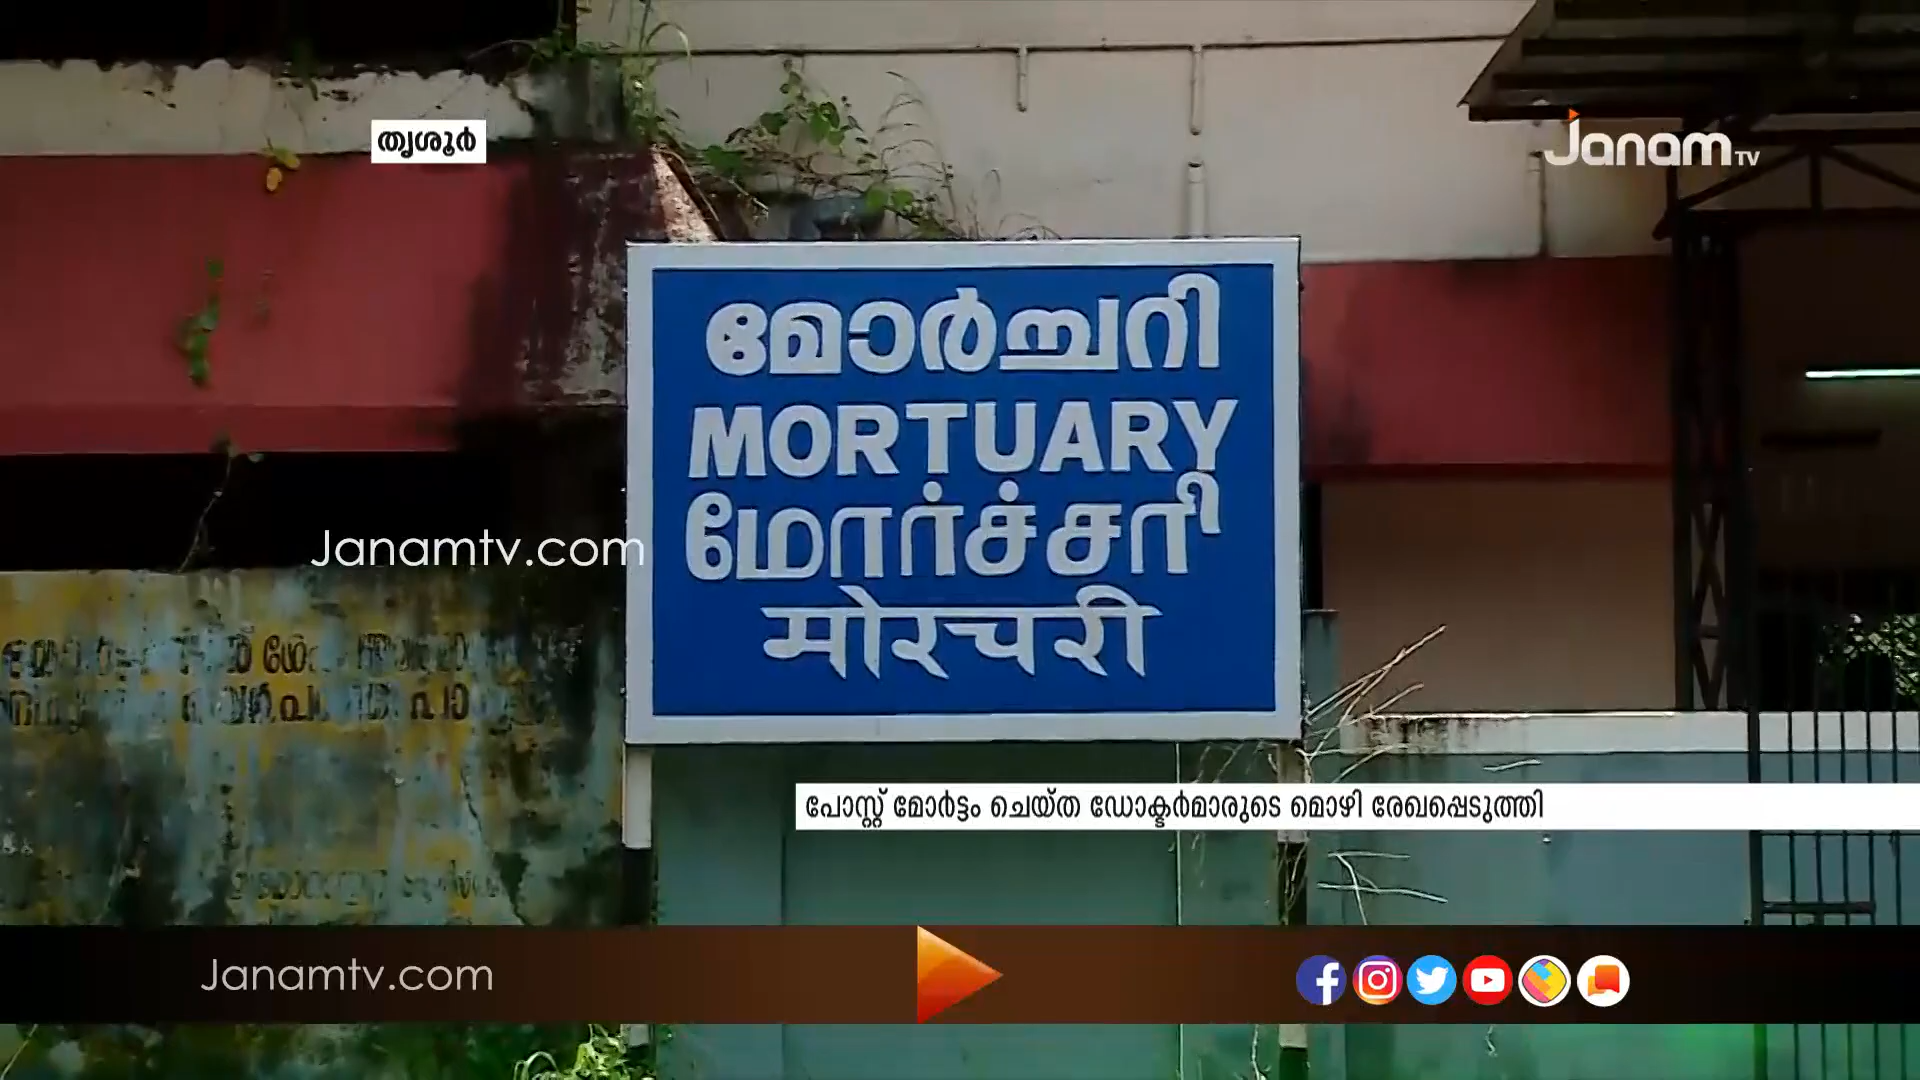 തൃശൂർ
Janam TV
മോർച്ചറി
MORTUARY
மோர்ச்சரி
मोरचरी
Janamtv.com
പോസ്റ്റ് മോർട്ടം ചെയ്ത ഡോക്ടർമാരുടെ മൊഴി രേഖപ്പെടുത്തി
Janamtv.com